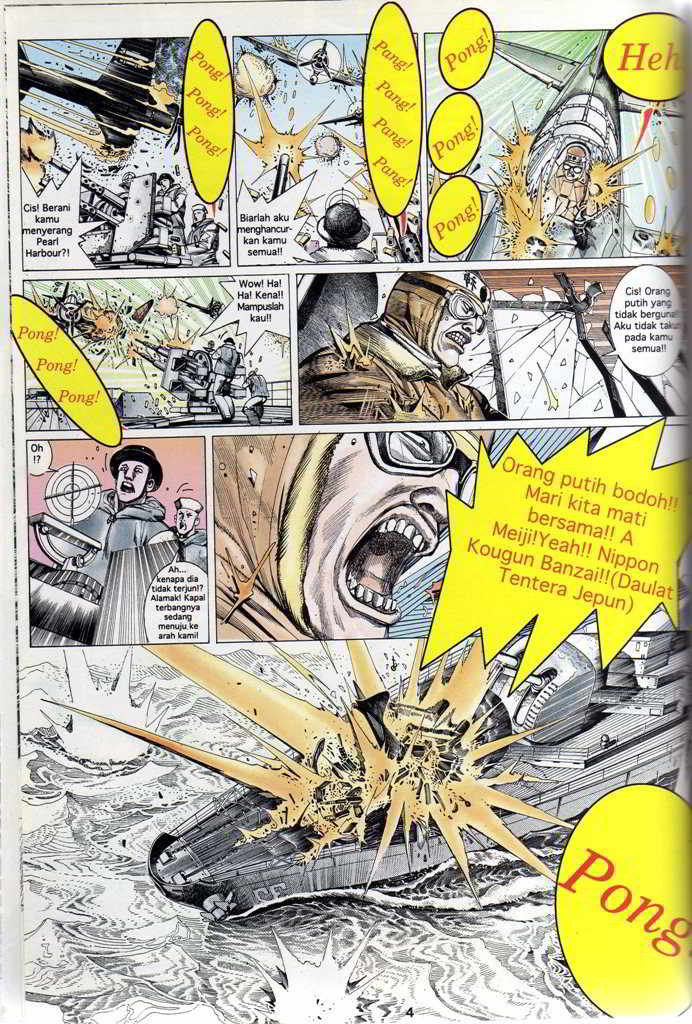 Cis! Berani
kamu
menyerang
Pearl
Harbour?!
Pong!
Pong!
Pong!
Biarlah aku
menghancur-
kan kamu
semua!!
Pang!
Pang!
Pang!
Pang!
Pong!
Pong!
Pong!
Heh
Pong!
Pong!
Pong!
Wow! Ha!
Ha! Kena!!
Mampuslah
kau!!
Cis! Orang
putih yang
tidak berguna!
Aku tidak takut
pada kamu
semua!!
Oh
!?
Ah...
kenapa dia
tidak terjun!?
Alamak! Kapal
terbangnya
sedang
menuju ke
arah kami!
Orang putih bodoh!!
Mari kita mati
bersama!! A
Meiji!Yeah!! Nippon
Kougun Banzai!!(Daulat
Tentera Jepun)
Pong
4